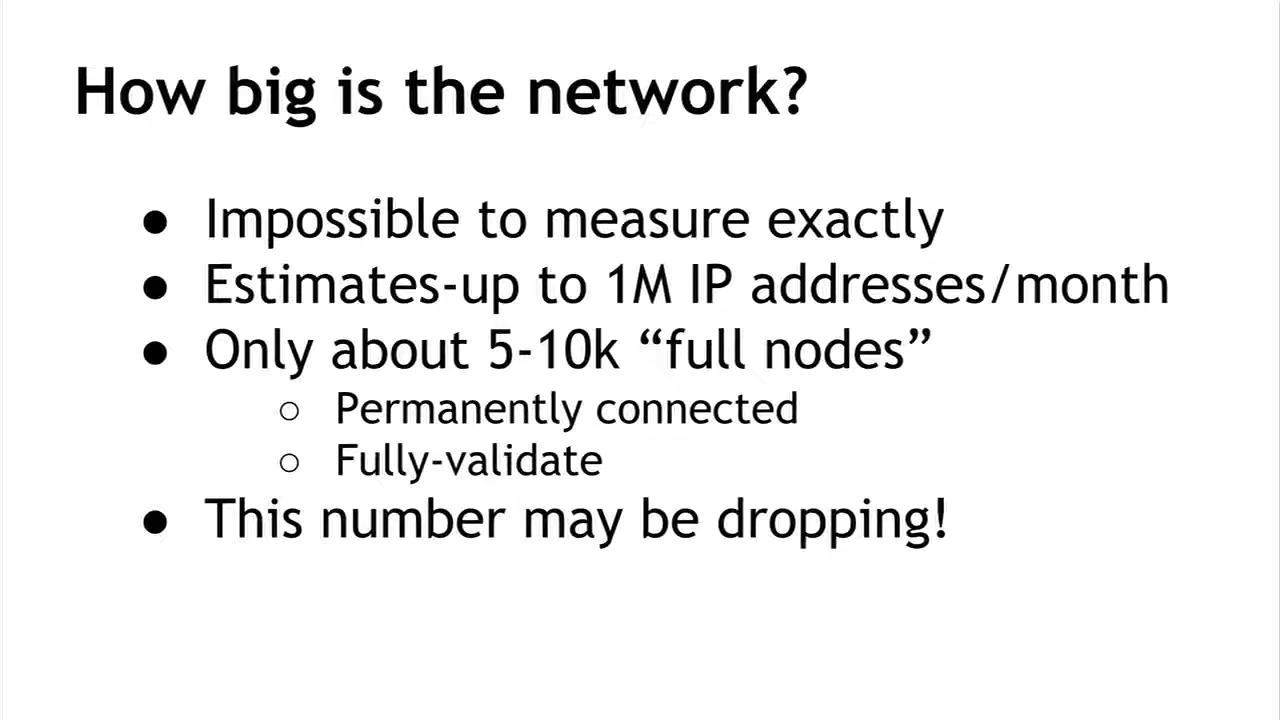 How big is the network?
● Impossible to measure exactly
● Estimates-up to 1M IP addresses/month
● Only about 5-10k “full nodes”
○ Permanently connected
○ Fully-validate
● This number may be dropping!